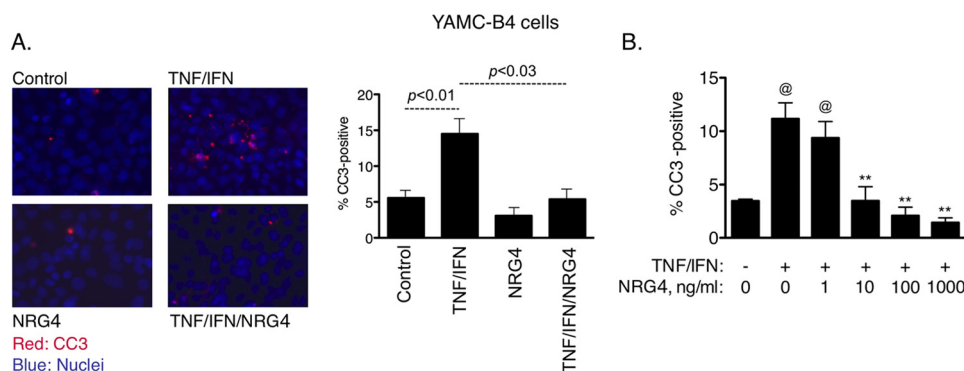 YAMC-B4 cells
A.
Control
TNF/IFN
NRG4
TNF/IFN/NRG4
Red: CC3
Blue: Nuclei
p<0.03
p<0.01
% CC3-positive
20
15
10
5
0
Control
TNF/IFN
NRG4
TNF/IFN/NRG4
B.
% CC3 -positive
15
10
5
0
@
@
**
**
**
TNF/IFN: - + + + + +
NRG4, ng/ml: 0 0 1 10 100 1000